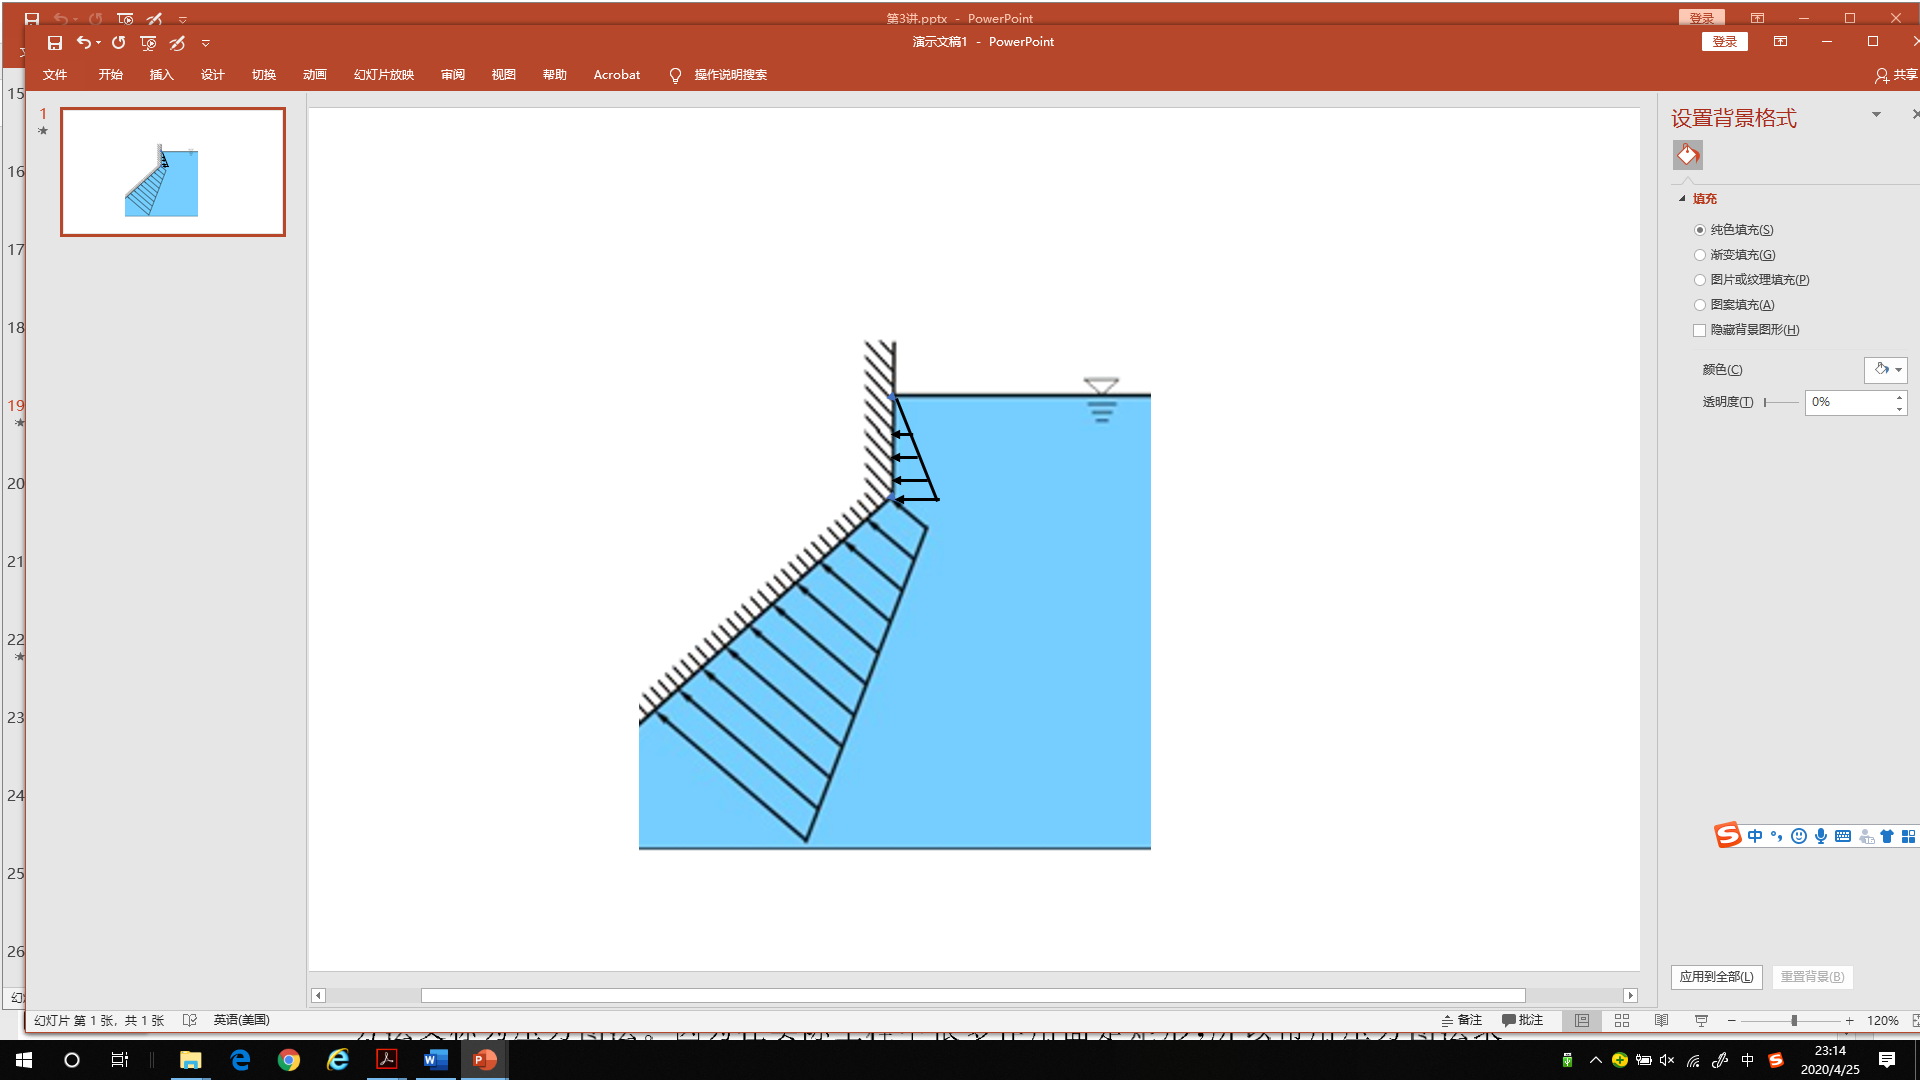 第3讲.pptx - PowerPoint
登录
演示文稿1 - PowerPoint
登录
文件 开始 插入 设计 切换 动画 幻灯片放映 审阅 视图 帮助 Acrobat 操作说明搜索
共享
15
16
17
18
19
20
21
22
23
24
25
26
1
设置背景格式
填充
纯色填充(S)
渐变填充(G)
图片或纹理填充(P)
图案填充(A)
隐藏背景图形(H)
颜色(C)
透明度(T) 0%
中
应用到全部(L) 重置背景(B)
幻灯片 第 1 张，共 1 张 英语(美国)
备注 批注 120%
中
23:14
2020/4/25